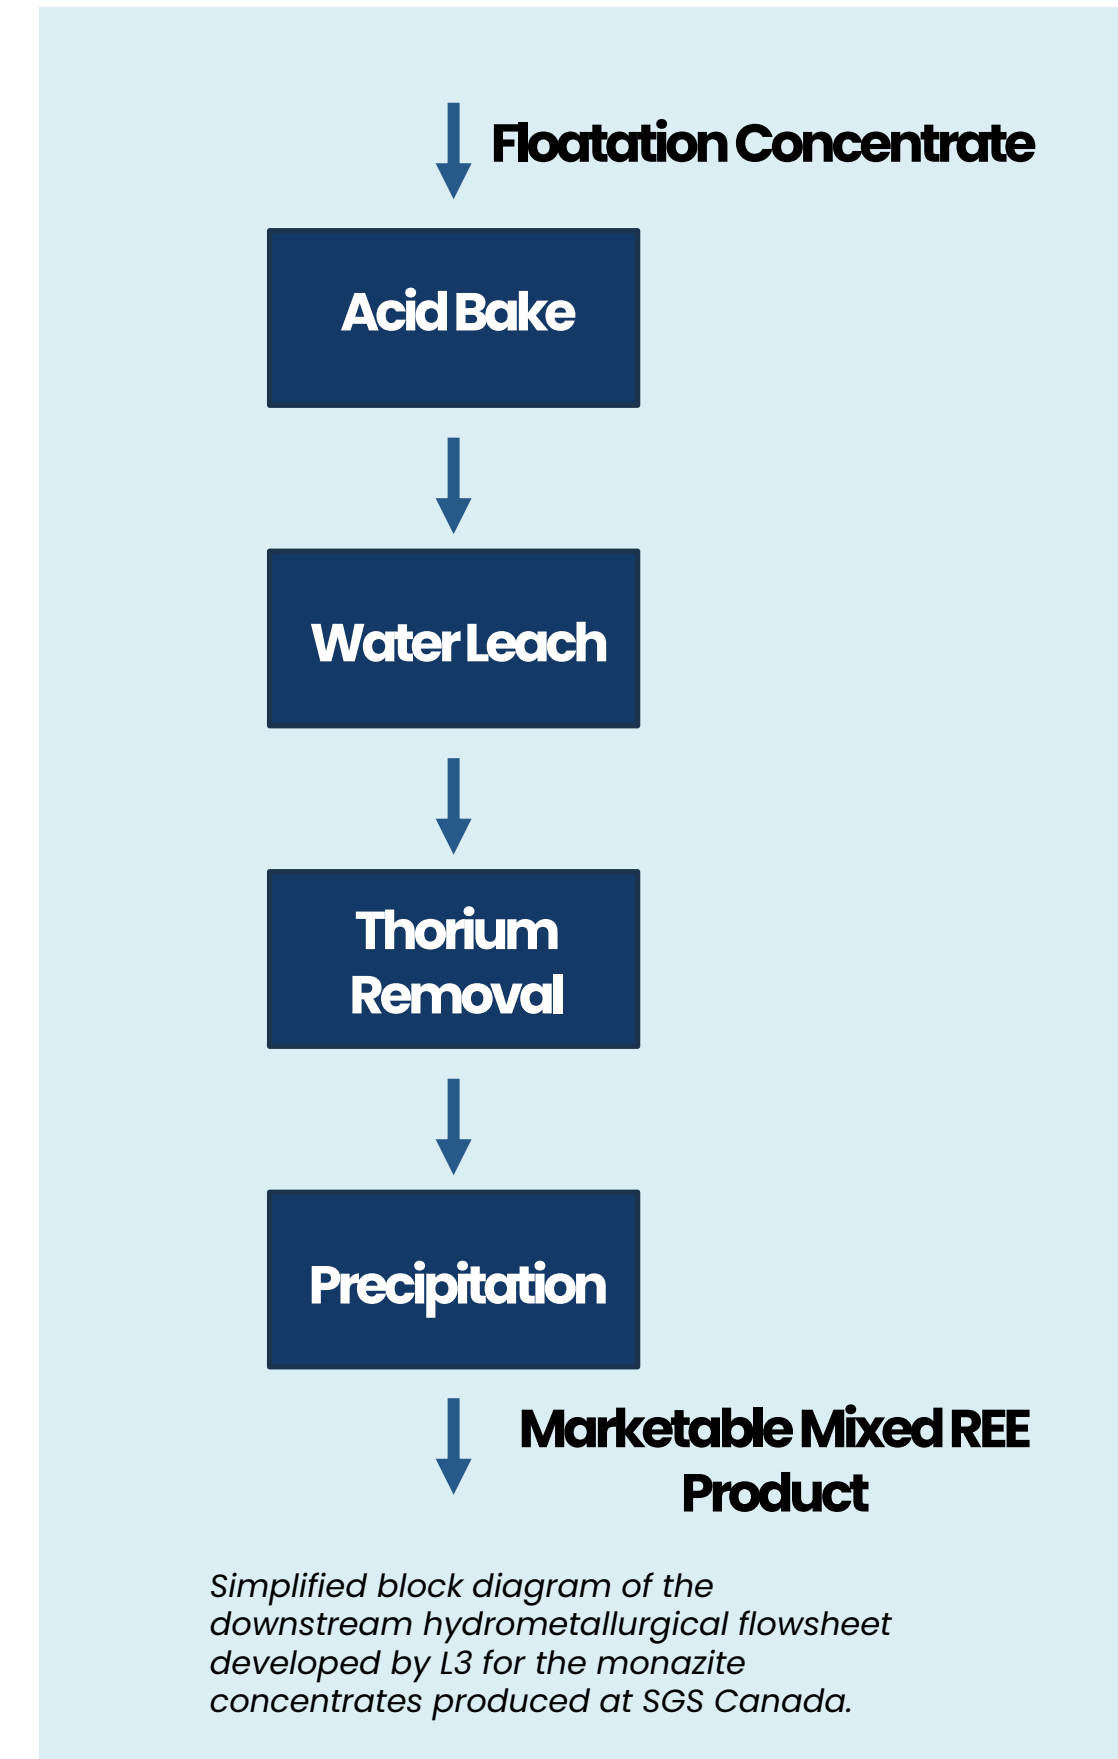 Floatation Concentrate
Acid Bake
Water Leach
Thorium
Removal
Precipitation
Marketable Mixed REE
Product
Simplified block diagram of the
downstream hydrometallurgical flowsheet
developed by L3 for the monazite
concentrates produced at SGS Canada.